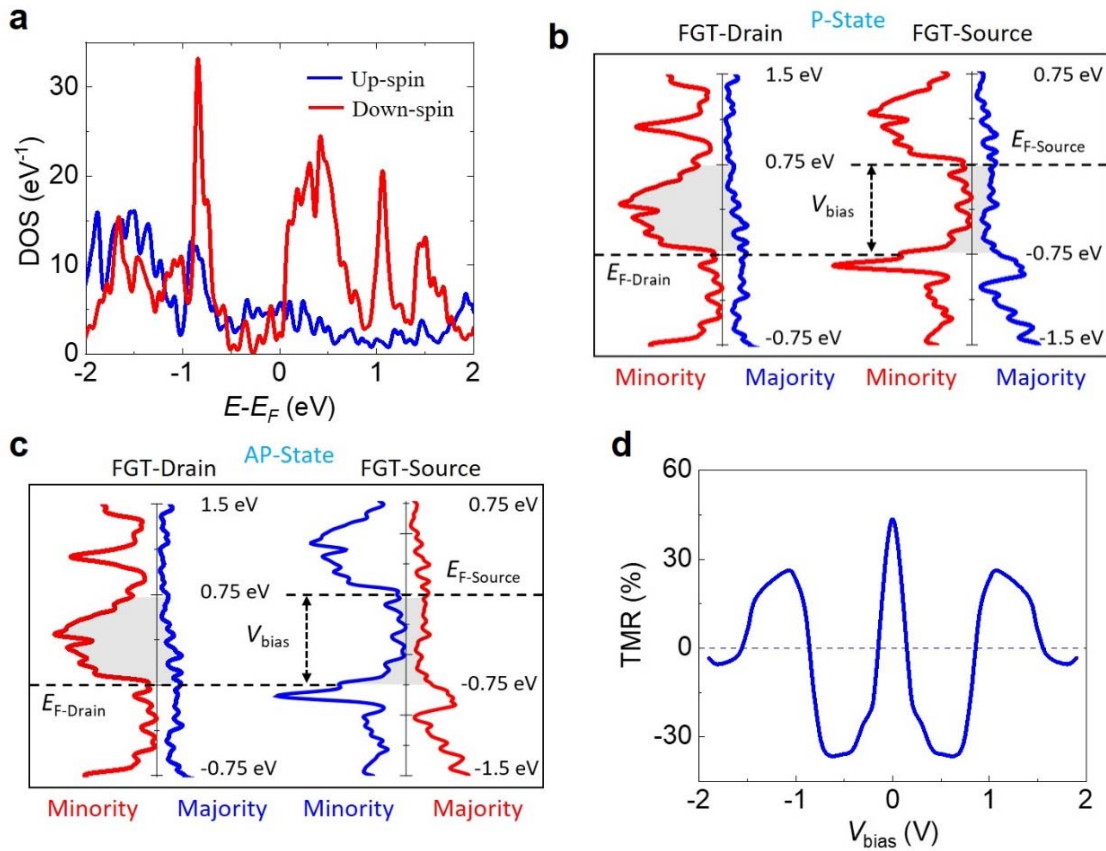 a
30
20
10
0
DOS (eV⁻¹)
Up-spin
Down-spin
-2
-1
0
1
2
E-E_F (eV)
b
P-State
FGT-Drain
FGT-Source
1.5 eV
0.75 eV
E_F-Source
0.75 eV
V_bias
-0.75 eV
E_F-Drain
-0.75 eV
-1.5 eV
Minority
Majority
Minority
Majority
c
AP-State
FGT-Drain
FGT-Source
1.5 eV
0.75 eV
E_F-Source
0.75 eV
V_bias
-0.75 eV
E_F-Drain
-0.75 eV
-1.5 eV
Minority
Majority
Minority
Majority
d
60
30
0
-30
TMR (%)
-2
-1
0
1
2
V_bias (V)